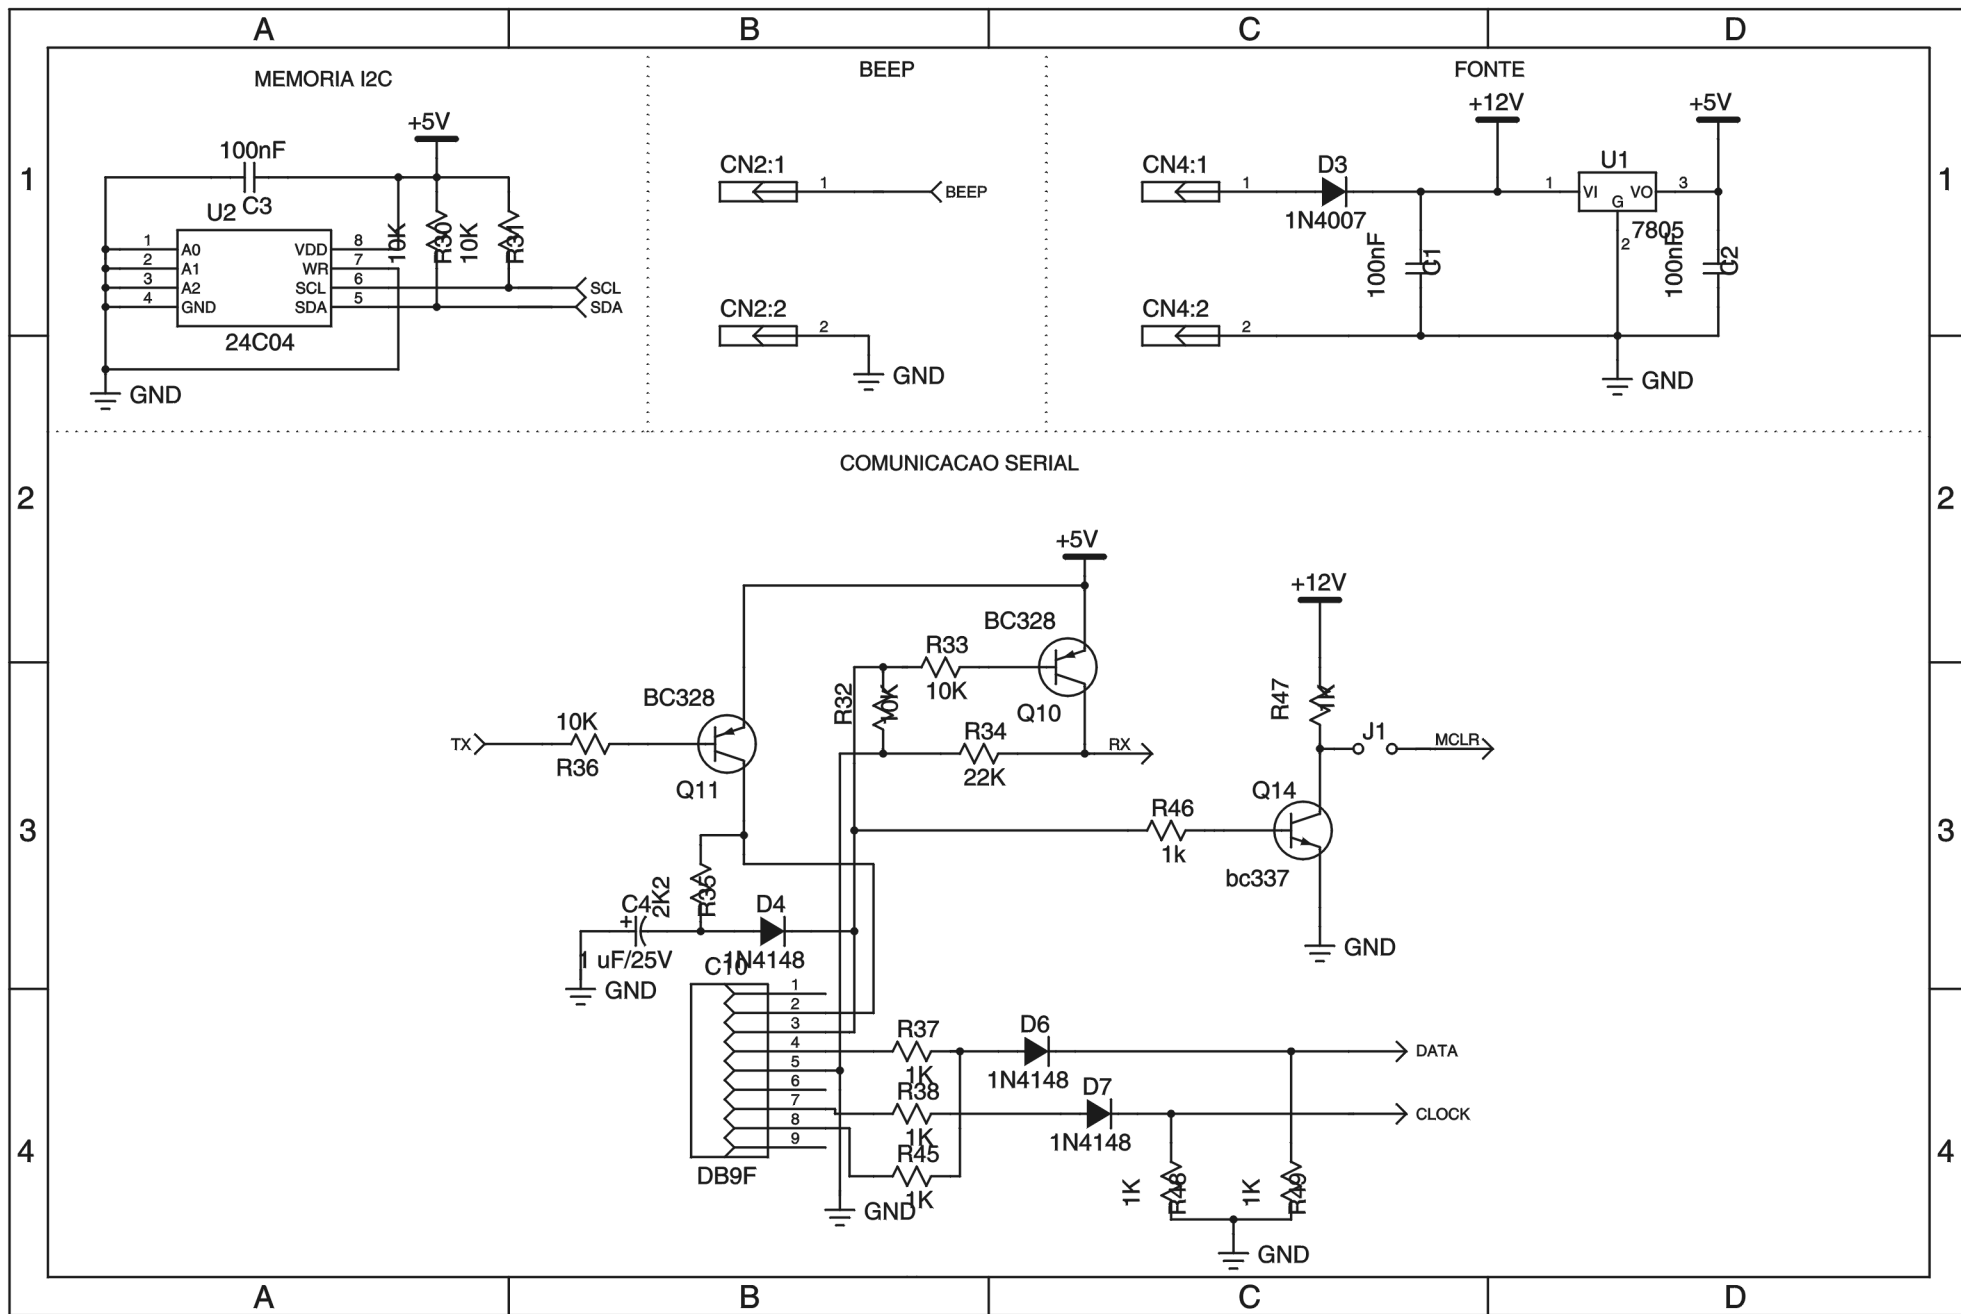 A B C D
MEMORIA I2C
BEEP
FONTE
+5V
100nF
C3
U2
1 A0 VDD 8
2 A1 WR 7
3 A2 SCL 6
4 GND SDA 5
24C04
10K R30
10K R31
SCL
SDA
GND
CN2:1
1
BEEP
CN2:2
2
GND
+12V
+5V
CN4:1
1
D3
1N4007
1 VI VO 3
U1
G
2
7805
100nF C1
100nF C2
CN4:2
2
GND
1 1
COMUNICACAO SERIAL
2 2
+5V
+12V
BC328
R33
10K
Q10
R32 10K
R34
22K
RX
BC328
TX
10K
R36
Q11
R47 1K
J1
MCLR
Q14
R46
1k
bc337
GND
3 3
2K2 R35
C4
+
1 uF/25V
GND
D4
1N4148
C10
1
2
3
4
5
6
7
8
9
DB9F
R37
1K
R38
1K
R45
1K
GND
D6
1N4148
DATA
D7
1N4148
CLOCK
1K R48
1K R49
GND
4 4
A B C D